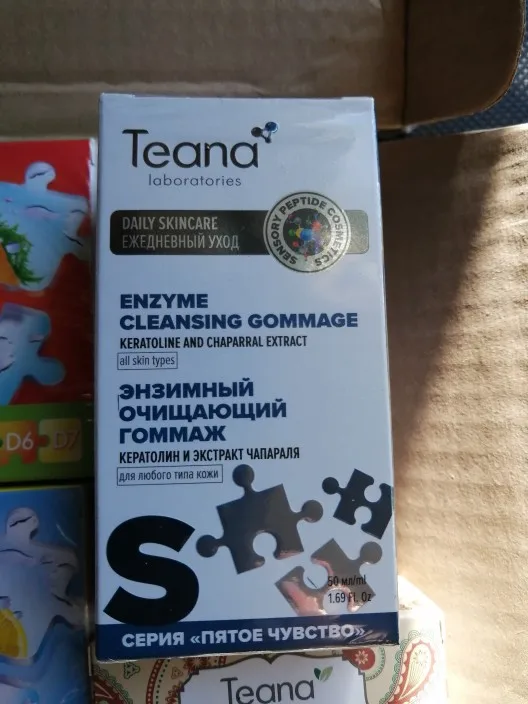 Teana
laboratories
DAILY SKINCARE
ЕЖЕДНЕВНЫЙ УХОД
SENSORY PEPTIDE COSMETICS
ENZYME
CLEANSING GOMMAGE
KERATOLINE AND CHAPARRAL EXTRACT
all skin types
ЭНЗИМНЫЙ
ОЧИЩАЮЩИЙ
ГОММАЖ
КЕРАТОЛИН И ЭКСТРАКТ ЧАПАРАЛЯ
для любого типа кожи
D6 D7
S
50 мл/ml
1.69 Fl. Oz
СЕРИЯ «ПЯТОЕ ЧУВСТВО»
Teana